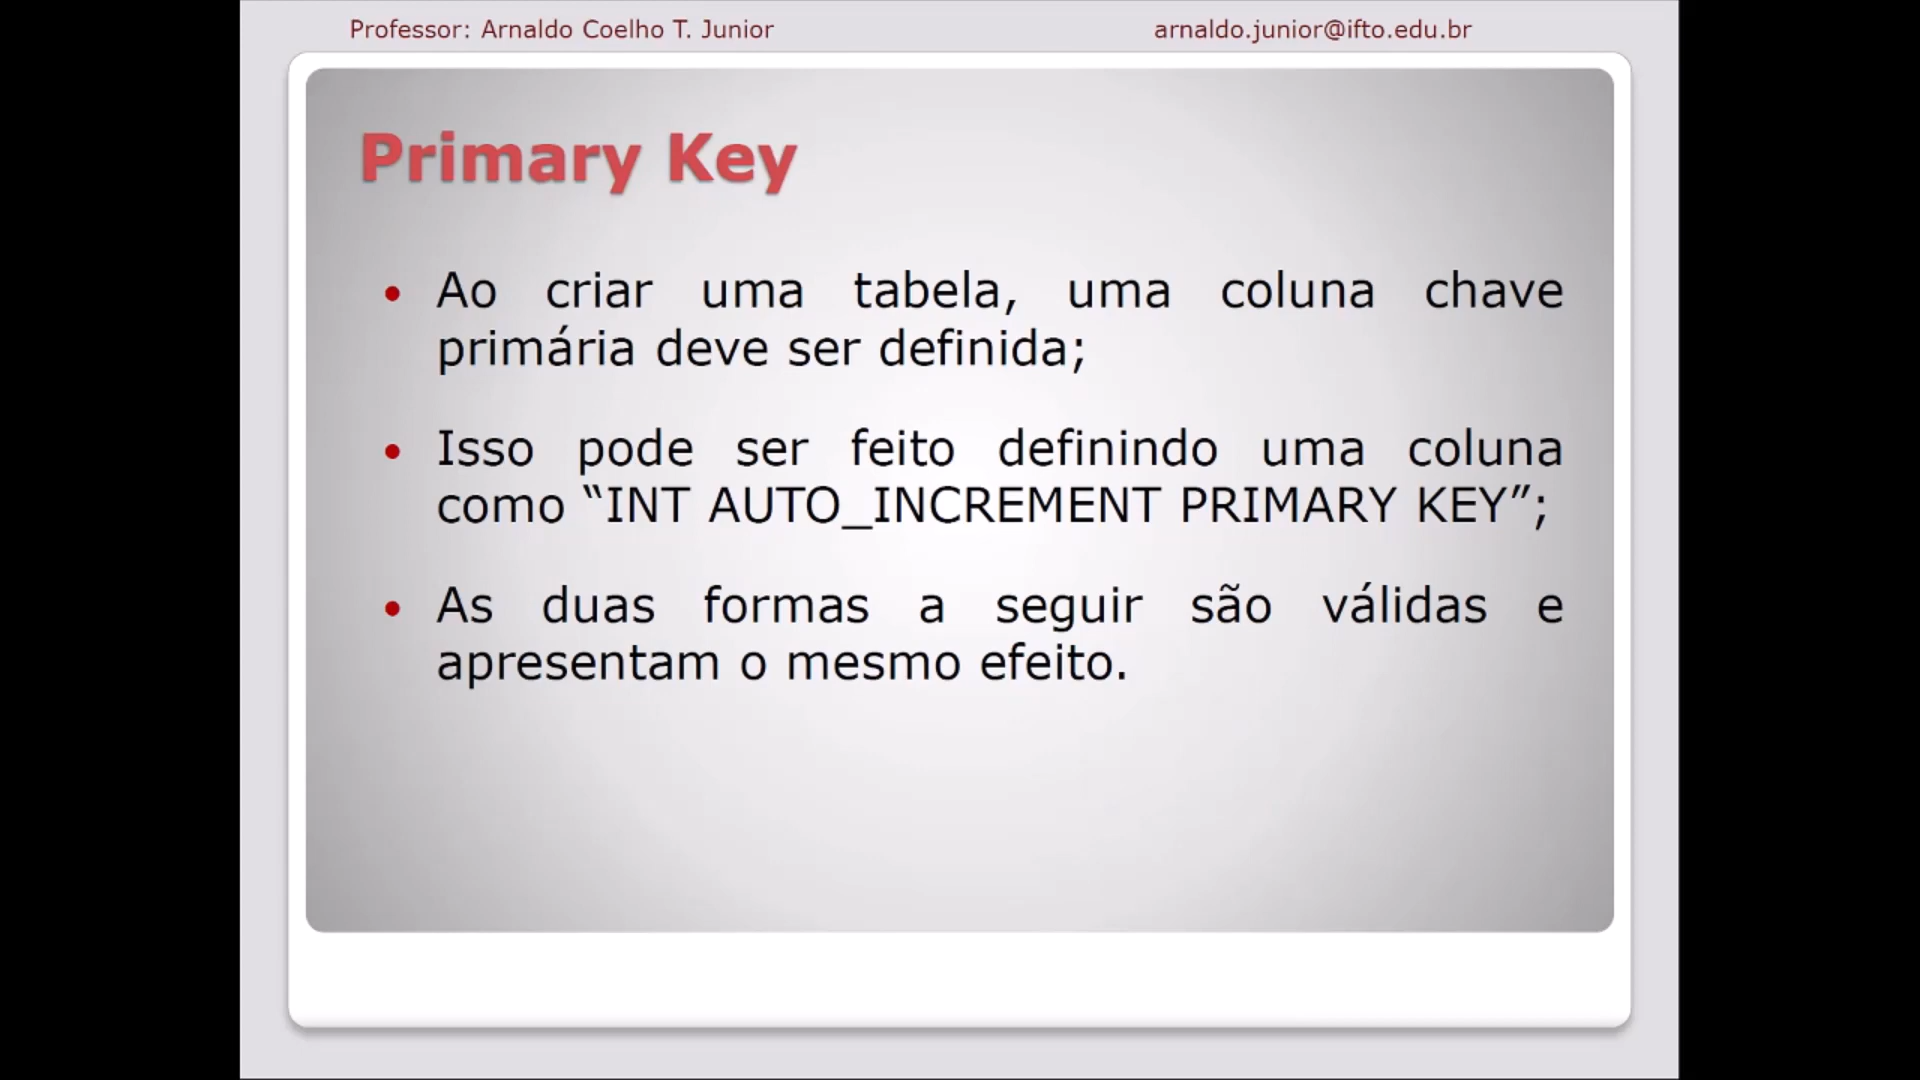 Professor: Arnaldo Coelho T. Junior
arnaldo.junior@ifto.edu.br
Primary Key
• Ao criar uma tabela, uma coluna chave
primária deve ser definida;
• Isso pode ser feito definindo uma coluna
como “INT AUTO_INCREMENT PRIMARY KEY”;
• As duas formas a seguir são válidas e
apresentam o mesmo efeito.